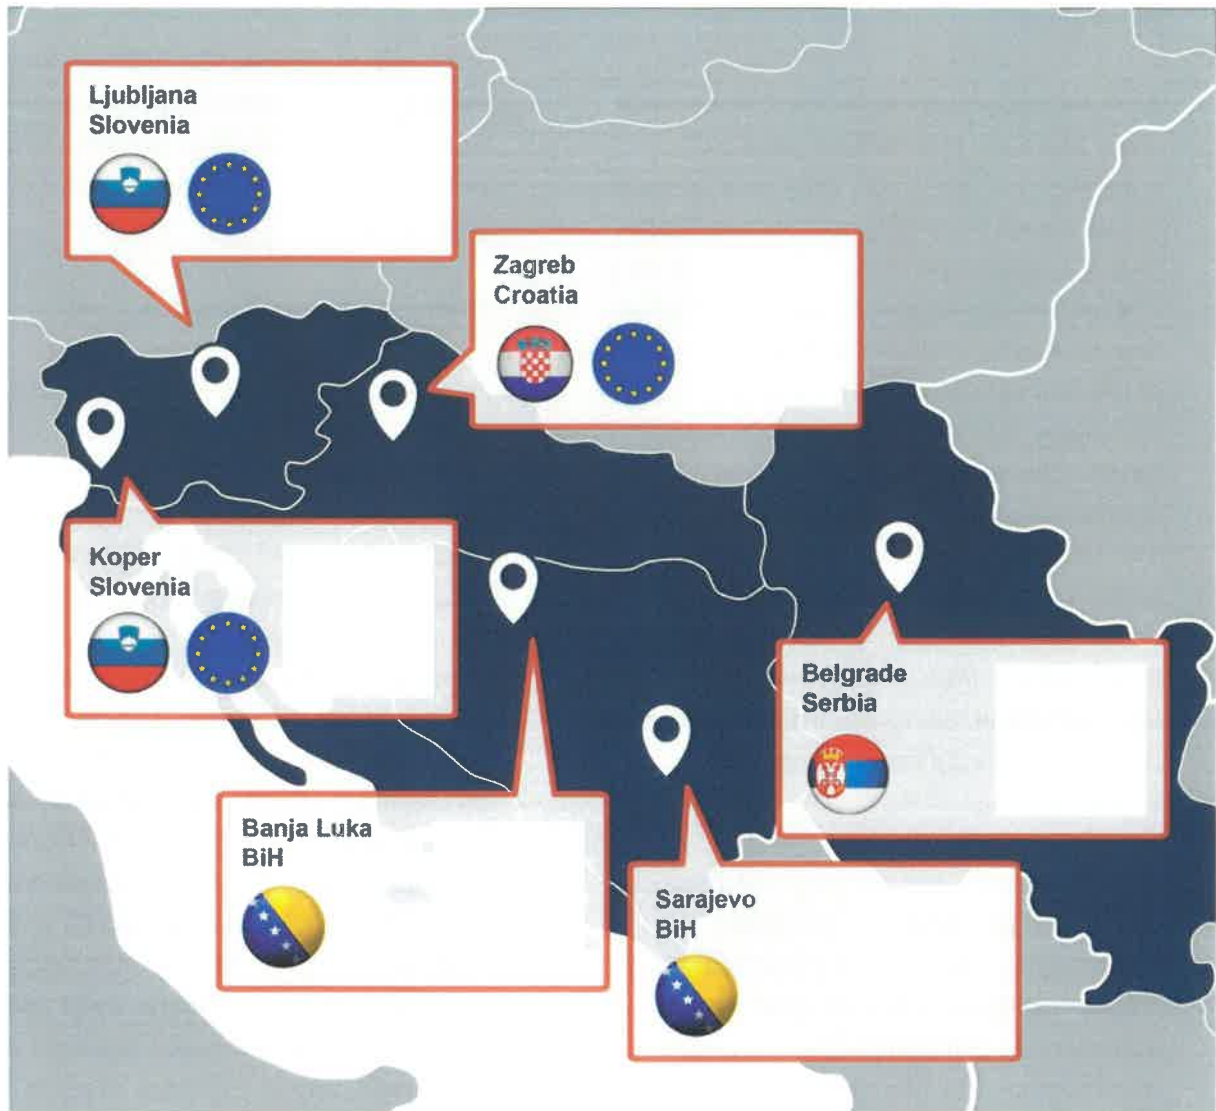 Ljubljana
Slovenia
Zagreb
Croatia
Koper
Slovenia
Belgrade
Serbia
Banja Luka
BiH
Sarajevo
BiH